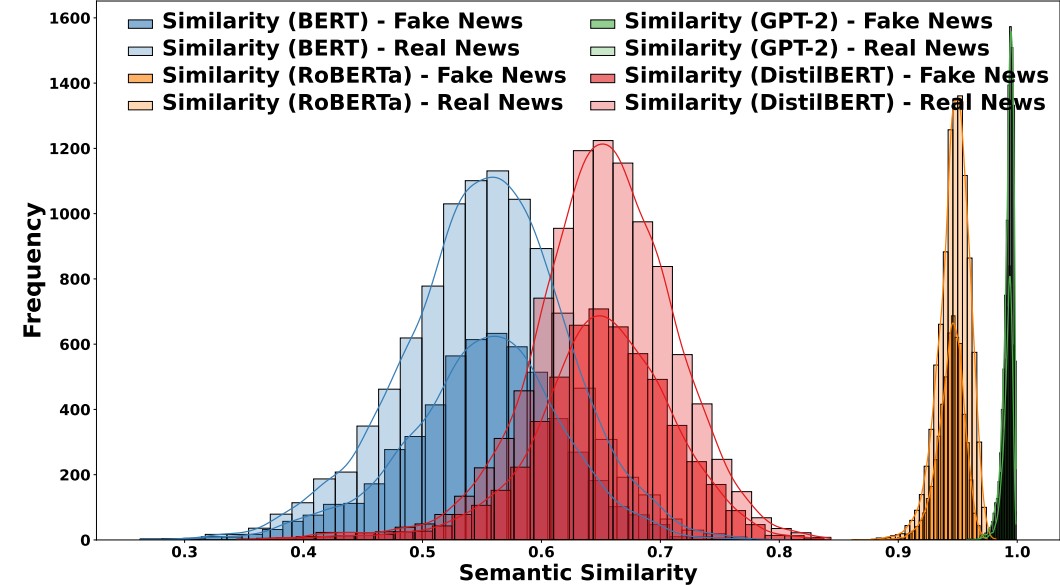 Similarity (BERT) - Fake News
Similarity (BERT) - Real News
Similarity (RoBERTa) - Fake News
Similarity (RoBERTa) - Real News
Similarity (GPT-2) - Fake News
Similarity (GPT-2) - Real News
Similarity (DistilBERT) - Fake News
Similarity (DistilBERT) - Real News
Frequency
1600
1400
1200
1000
800
600
400
200
0
0.3 0.4 0.5 0.6 0.7 0.8 0.9 1.0
Semantic Similarity